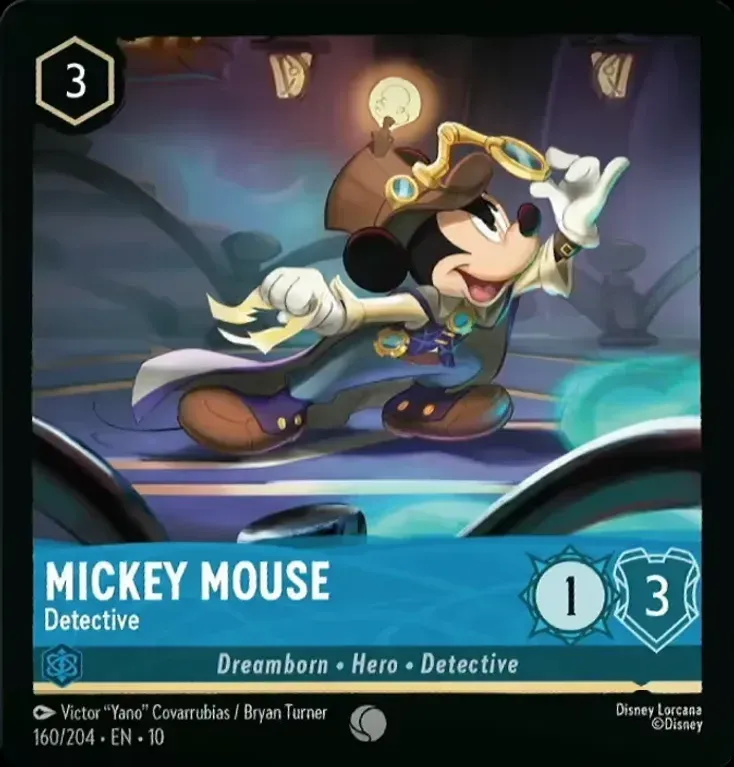 3
MICKEY MOUSE
Detective
1
3
Dreamborn • Hero • Detective
Victor "Yano" Covarrubias / Bryan Turner
160/204 • EN • 10
Disney Lorcana
©Disney